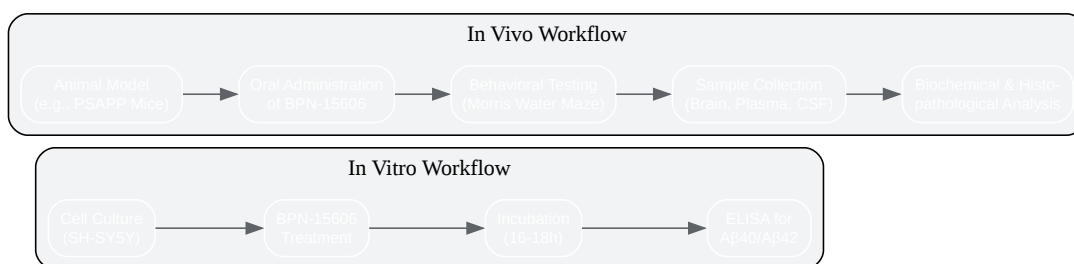 In Vivo Workflow
Animal Model
(e.g., PSAPP Mice)
Oral Administration
of BPN-15606
Behavioral Testing
(Morris Water Maze)
Sample Collection
(Brain, Plasma, CSF)
Biochemical & Histo-
pathological Analysis
In Vitro Workflow
Cell Culture
(SH-SY5Y)
BPN-15606
Treatment
Incubation
(16-18h)
ELISA for
Aβ40/Aβ42